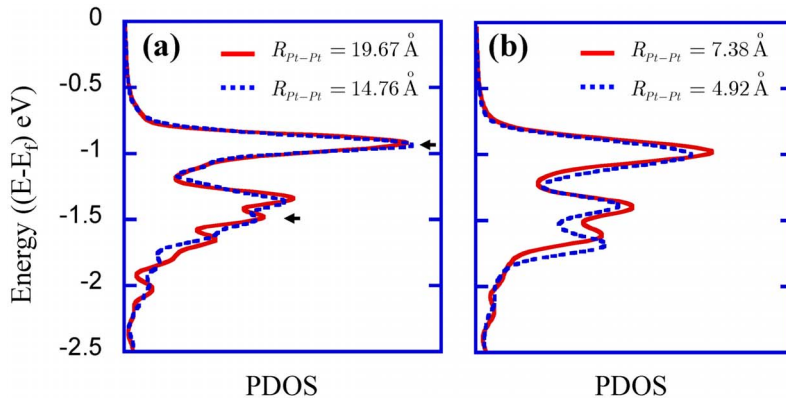 (a)
R_{Pt-Pt} = 19.67 Å
R_{Pt-Pt} = 14.76 Å
(b)
R_{Pt-Pt} = 7.38 Å
R_{Pt-Pt} = 4.92 Å
0
-0.5
-1
-1.5
-2
-2.5
Energy ((E-E_f) eV)
PDOS
PDOS